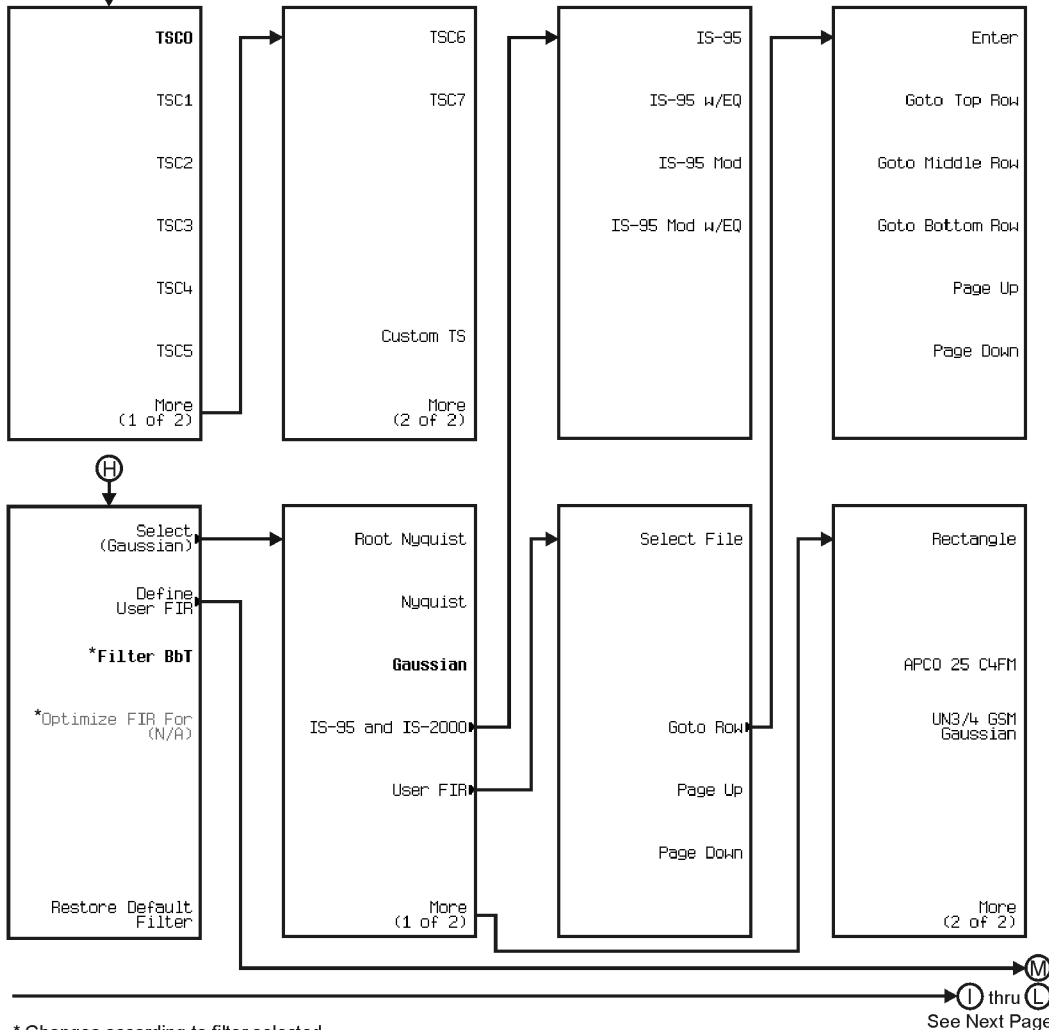 TSC0
TSC1
TSC2
TSC3
TSC4
TSC5
More
(1 of 2)
TSC6
TSC7
Custom TS
More
(2 of 2)
IS-95
IS-95 w/EQ
IS-95 Mod
IS-95 Mod w/EQ
Enter
Goto Top Row
Goto Middle Row
Goto Bottom Row
Page Up
Page Down
H
Select
(Gaussian)
Define
User FIR
*Filter BbT
*Optimize FIR For
(N/A)
Restore Default
Filter
Root Nyquist
Nyquist
Gaussian
IS-95 and IS-2000
User FIR
More
(1 of 2)
Select File
Goto Row
Page Up
Page Down
Rectangle
APCO 25 C4FM
UN3/4 GSM
Gaussian
More
(2 of 2)
M
I thru L
See Next Page
* Changes according to filter selected